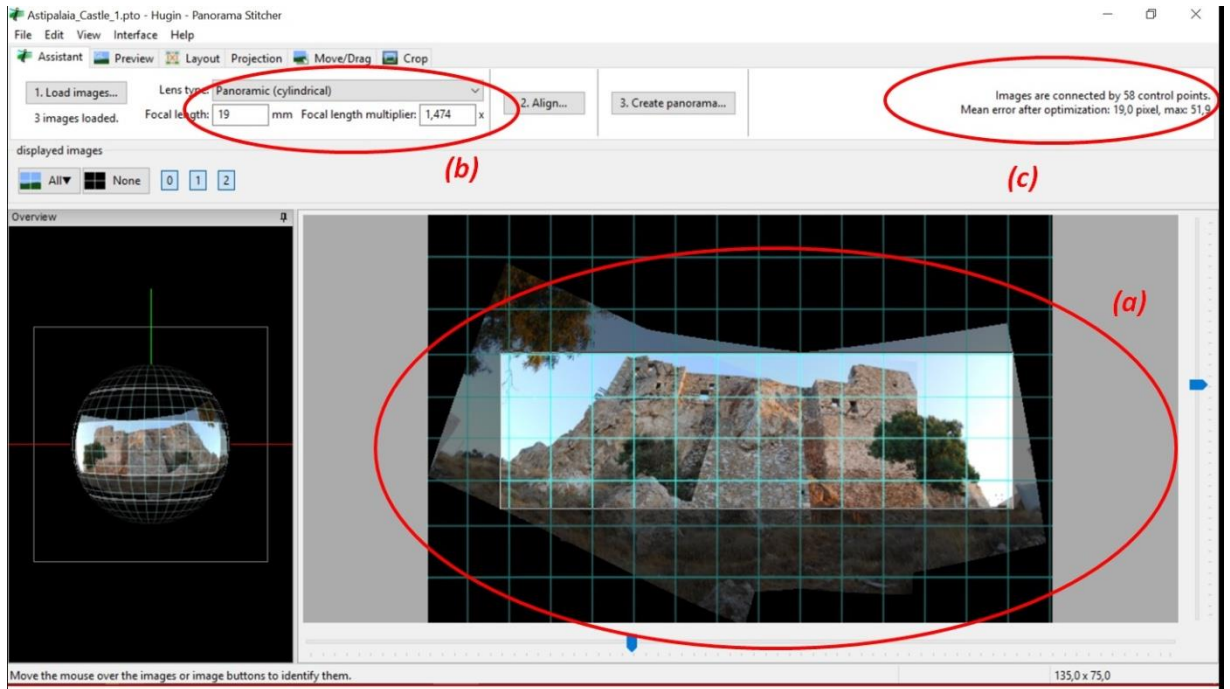 Astipalaia_Castle_1.pto - Hugin - Panorama Stitcher
File Edit View Interface Help
Assistant Preview Layout Projection Move/Drag Crop
1. Load images... Lens type: Panoramic (cylindrical) 2. Align... 3. Create panorama... Images are connected by 58 control points.
3 images loaded. Focal length: 19 mm Focal length multiplier: 1,474 x Mean error after optimization: 19,0 pixel, max: 51,9
displayed images
All▼ None 0 1 2
(b)
(c)
Overview
(a)
Move the mouse over the images or image buttons to identify them. 135,0 x 75,0